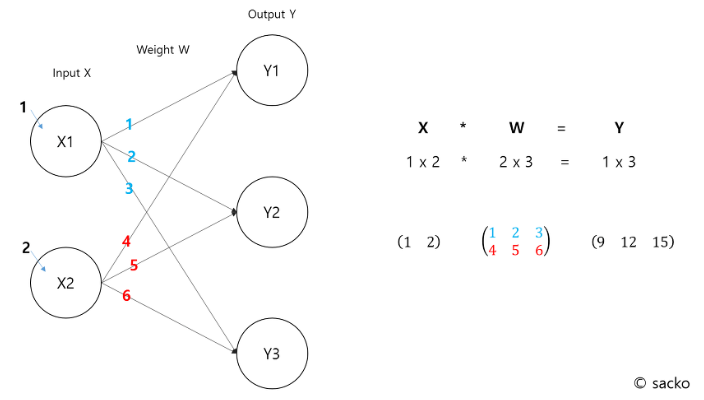 Output Y
Weight W
Input X
1
X1
2
X2
1
2
3
4
5
6
Y1
Y2
Y3
X * W = Y
1 x 2 * 2 x 3 = 1 x 3
(1 2) (1 2 3 (9 12 15)
4 5 6)
© sacko